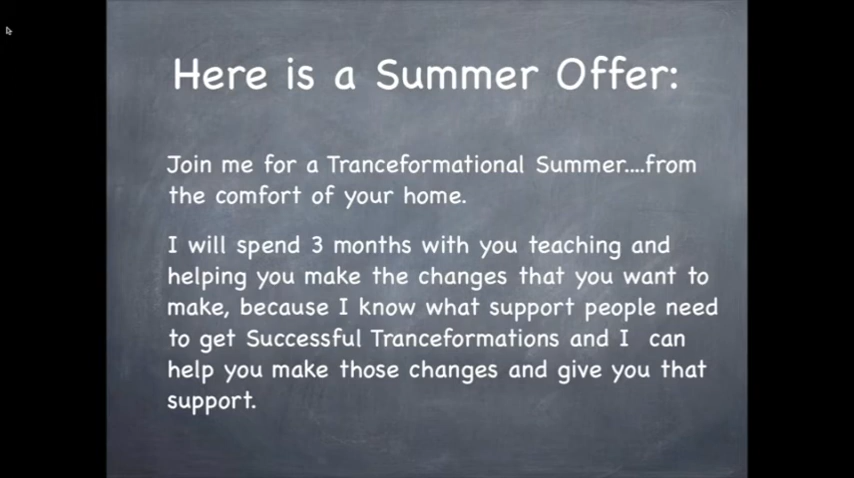 Here is a Summer Offer:
Join me for a Tranceformational Summer....from
the comfort of your home.
I will spend 3 months with you teaching and
helping you make the changes that you want to
make, because I know what support people need
to get Successful Tranceformations and I can
help you make those changes and give you that
support.